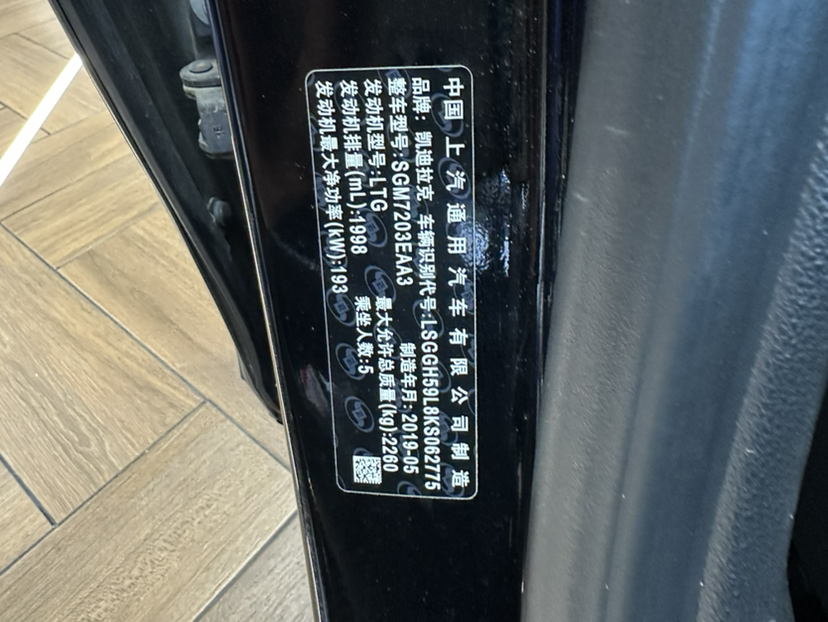 中国上汽通用汽车有限公司制造
品牌: 凯迪拉克 车辆识别代号:LSGGH59L8KS062775
整车型号:SGM7203EAA3 制造年月: 2019-05
发动机型号:LTG 最大允许总质量(kg):2260
发动机排量(mL):1998 乘坐人数:5
发动机最大净功率(kW):193